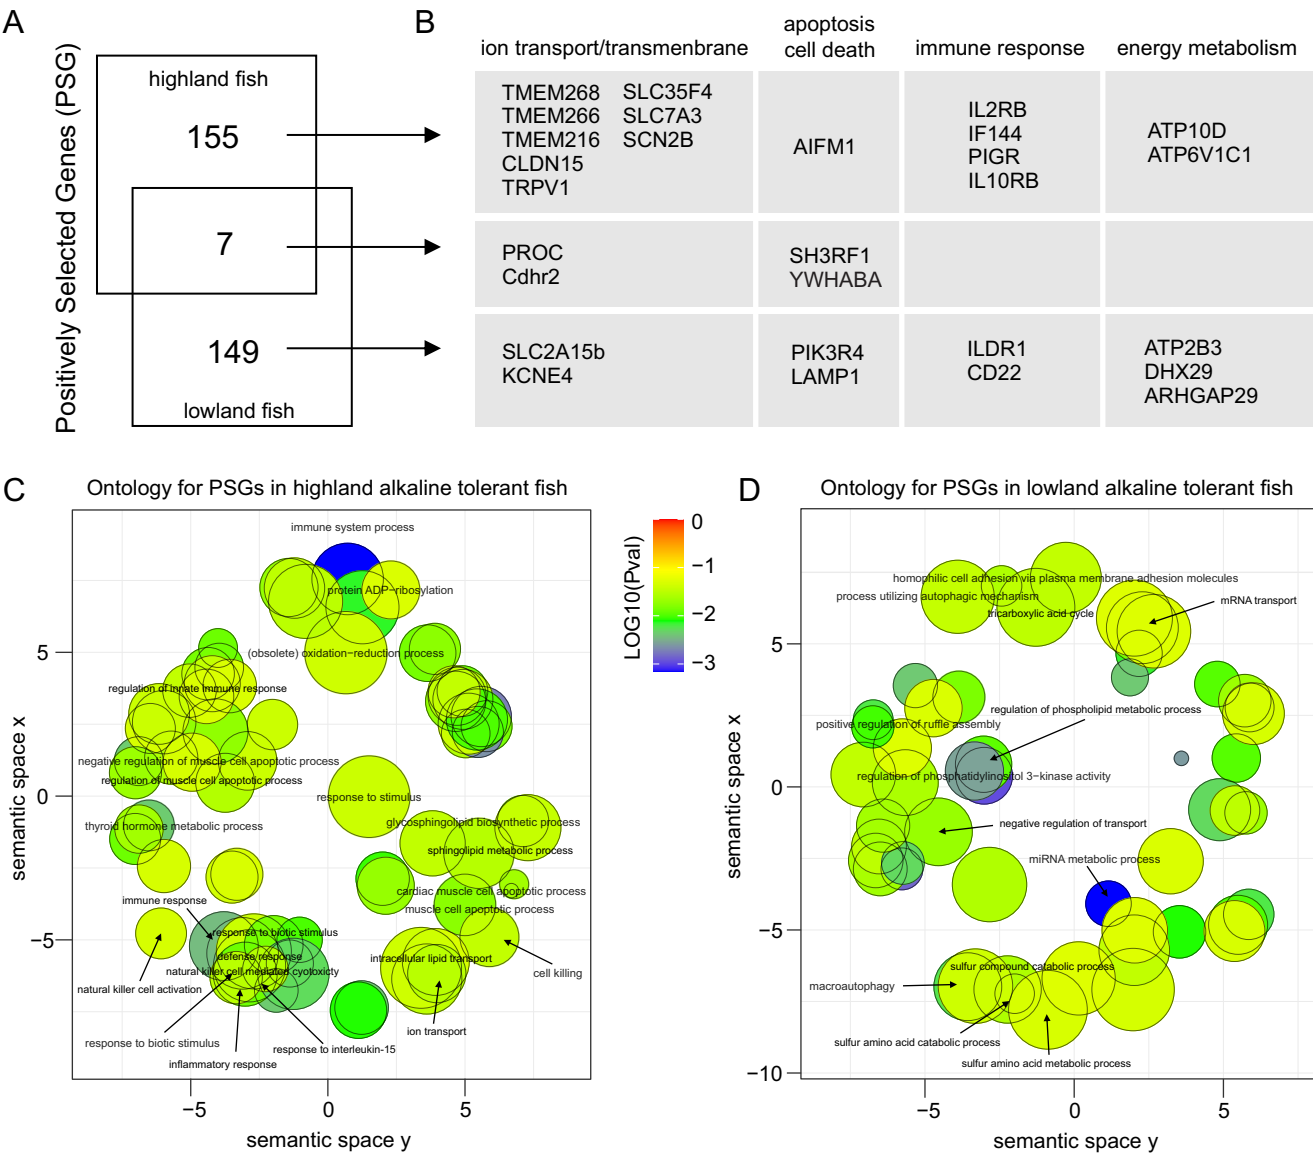 A
B
Positively Selected Genes (PSG)
highland fish
155
7
149
lowland fish
ion transport/transmenbrane
apoptosis
cell death
immune response
energy metabolism
TMEM268 SLC35F4
TMEM266 SLC7A3
TMEM216 SCN2B
CLDN15
TRPV1
AIFM1
IL2RB
IF144
PIGR
IL10RB
ATP10D
ATP6V1C1
PROC
Cdhr2
SH3RF1
YWHABA
SLC2A15b
KCNE4
PIK3R4
LAMP1
ILDR1
CD22
ATP2B3
DHX29
ARHGAP29
C
Ontology for PSGs in highland alkaline tolerant fish
immune system process
protein ADP−ribosylation
(obsolete) oxidation−reduction process
regulation of innate immune response
negative regulation of muscle cell apoptotic process
regulation of muscle cell apoptotic process
response to stimulus
thyroid hormone metabolic process
glycosphingolipid biosynthetic process
sphingolipid metabolic process
cardiac muscle cell apoptotic process
muscle cell apoptotic process
immune response
response to biotic stimulus
defense response
natural killer cell mediated cyotoxicty
intracellular lipid transport
cell killing
natural killer cell activation
ion transport
response to biotic stimulus
response to interleukin-15
inflammatory response
5
0
−5
−5
0
5
semantic space x
semantic space y
LOG10(Pval)
0
−1
−2
−3
D
Ontology for PSGs in lowland alkaline tolerant fish
homophilic cell adhesion via plasma membrane adhesion molecules
process utilizing autophagic mechanism
mRNA transport
tricarboxylic acid cycle
regulation of phospholipid metabolic process
positive regulation of ruffle assembly
regulation of phosphatidylinositol 3−kinase activity
negative regulation of transport
miRNA metabolic process
sulfur compound catabolic process
macroautophagy
sulfur amino acid catabolic process
sulfur amino acid metabolic process
5
0
−5
−10
−5
0
5
semantic space x
semantic space y